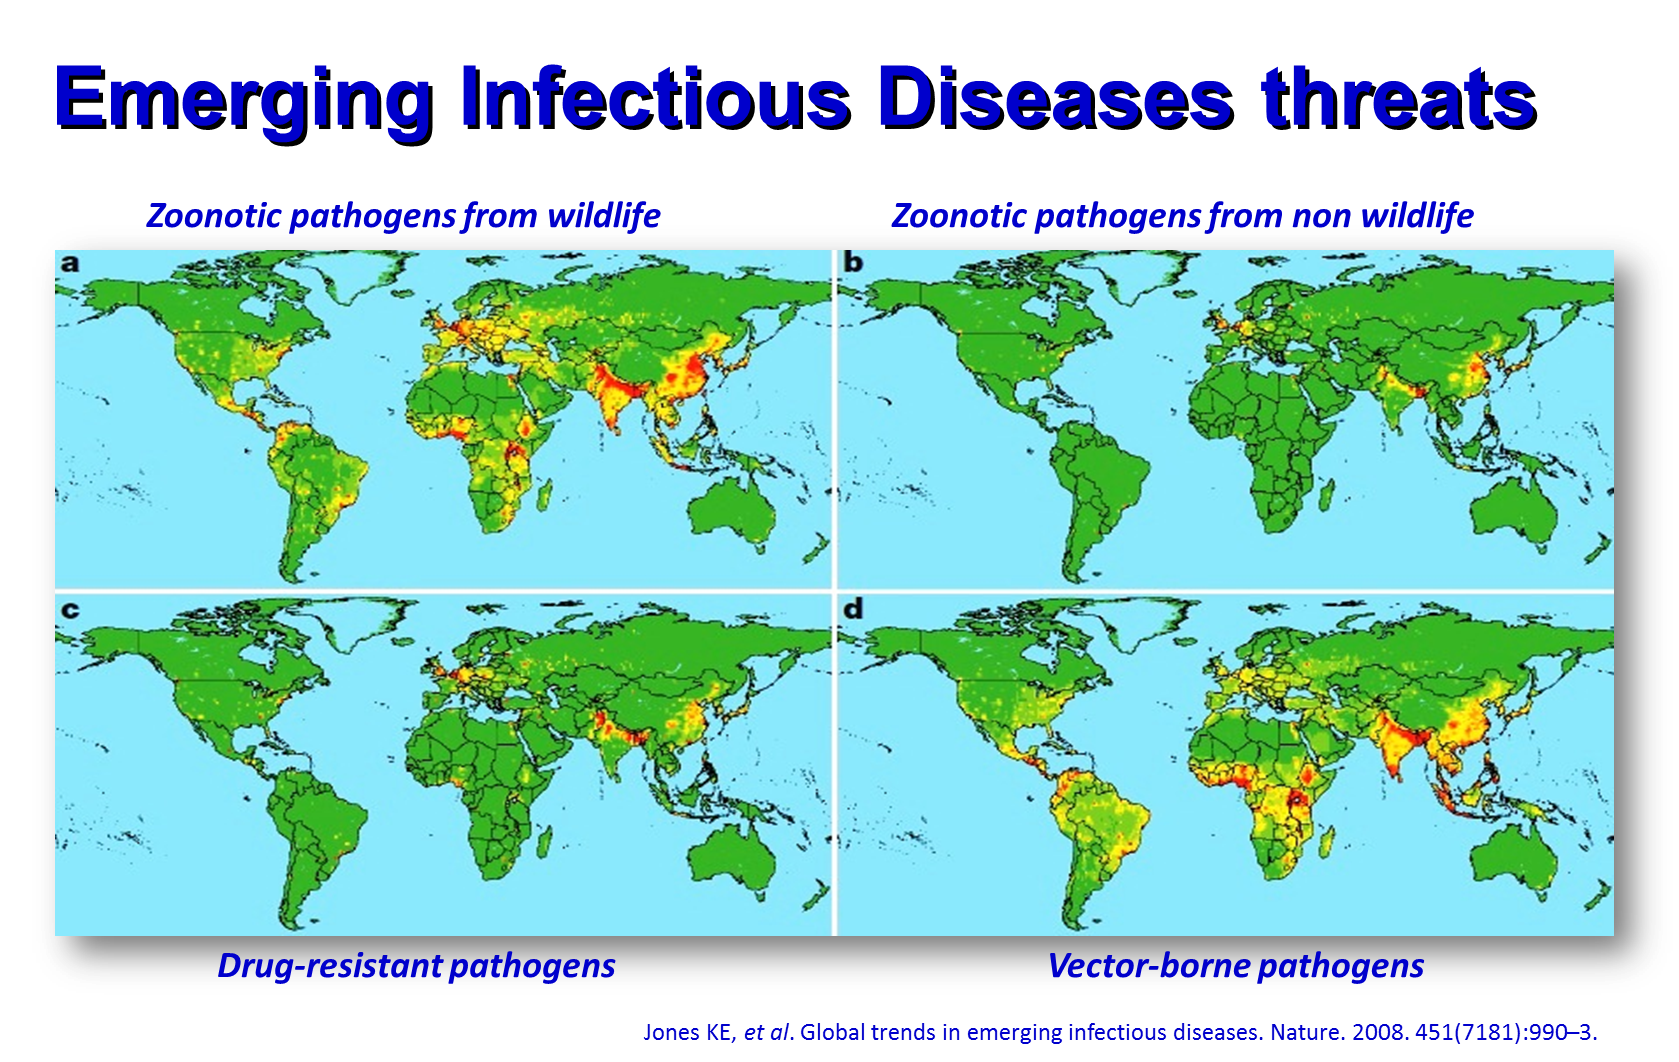 Emerging Infectious Diseases threats
Zoonotic pathogens from wildlife
Zoonotic pathogens from non wildlife
a
b
c
d
Drug-resistant pathogens
Vector-borne pathogens
Jones KE, et al. Global trends in emerging infectious diseases. Nature. 2008. 451(7181):990–3.